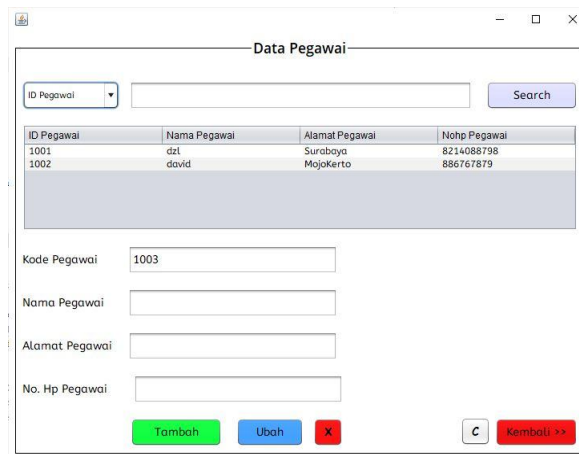 Data Pegawai
ID Pegawai Search
ID Pegawai Nama Pegawai Alamat Pegawai Nohp Pegawai
1001 dzl Surabaya 8214088798
1002 david MojoKerto 886767879
Kode Pegawai 1003
Nama Pegawai
Alamat Pegawai
No. Hp Pegawai
Tambah Ubah X C Kembali >>